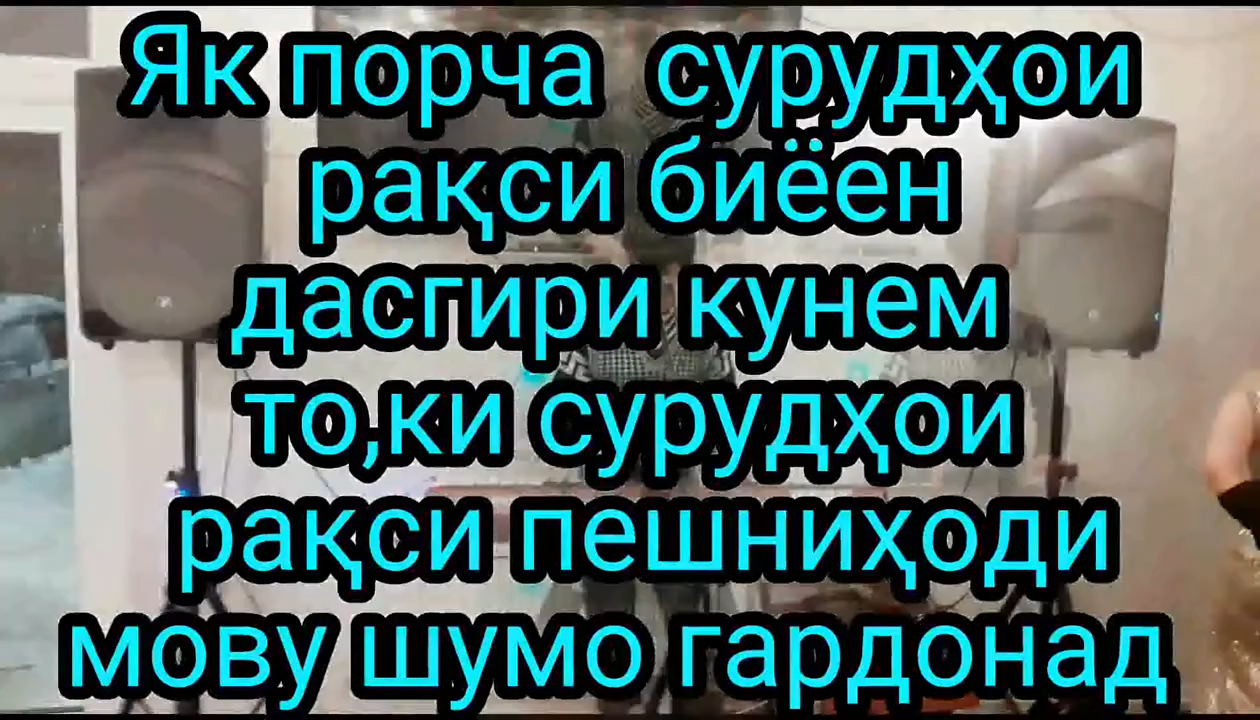 Як порча сурудҳои
рақси биёен
дасгири кунем
то,ки сурудҳои
рақси пешниҳоди
мову шумо гардонад